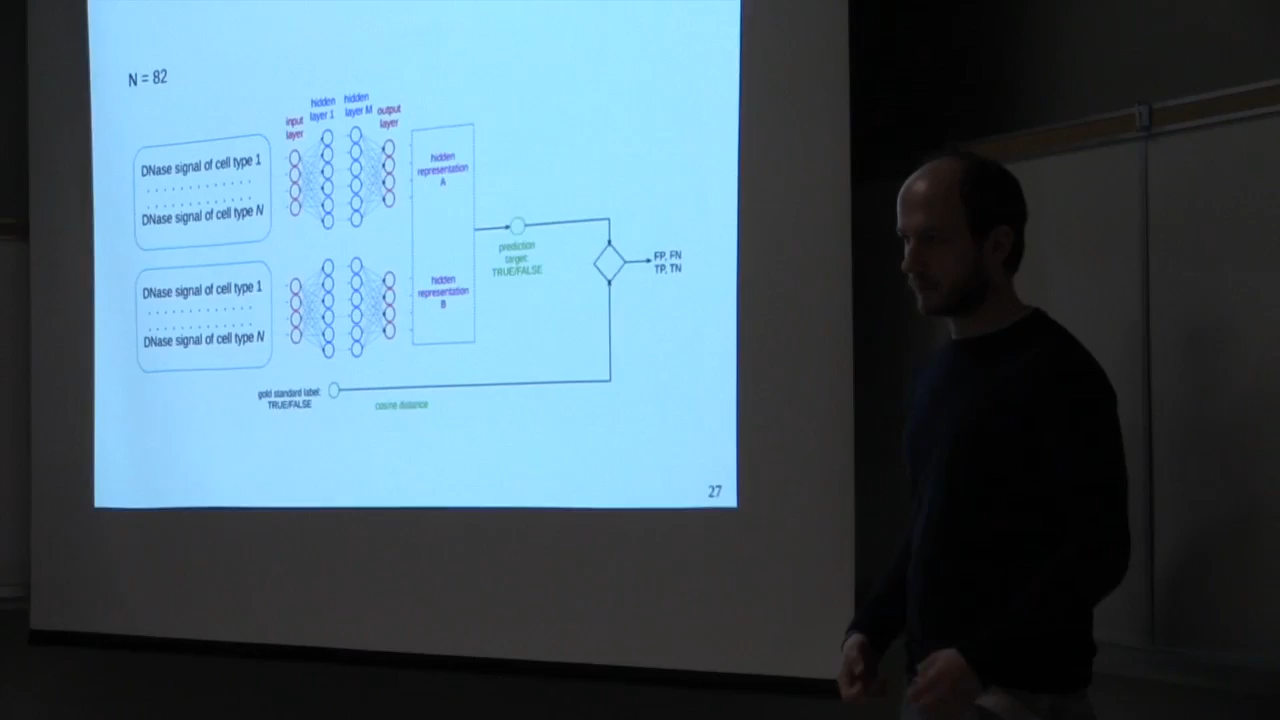 N = 82
input
layer
hidden
layer 1
hidden
layer M
output
layer
DNase signal of cell type 1
. . . . . . . . . . . . .
. . . . . . . . . . . . .
DNase signal of cell type N
hidden
representation
A
prediction
target:
TRUE/FALSE
FP, FN
TP, TN
DNase signal of cell type 1
. . . . . . . . . . . . .
. . . . . . . . . . . . .
DNase signal of cell type N
hidden
representation
B
gold standard label:
TRUE/FALSE
cosine distance
27